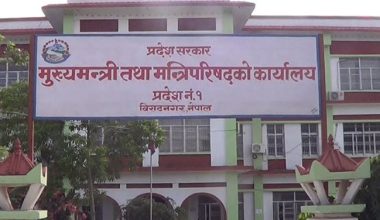 प्रदेश सरकार
मुख्यमन्त्री तथा मन्त्रिपरिषद्को कार्यालय
प्रदेश नं. १
विराटनगर, नेपाल